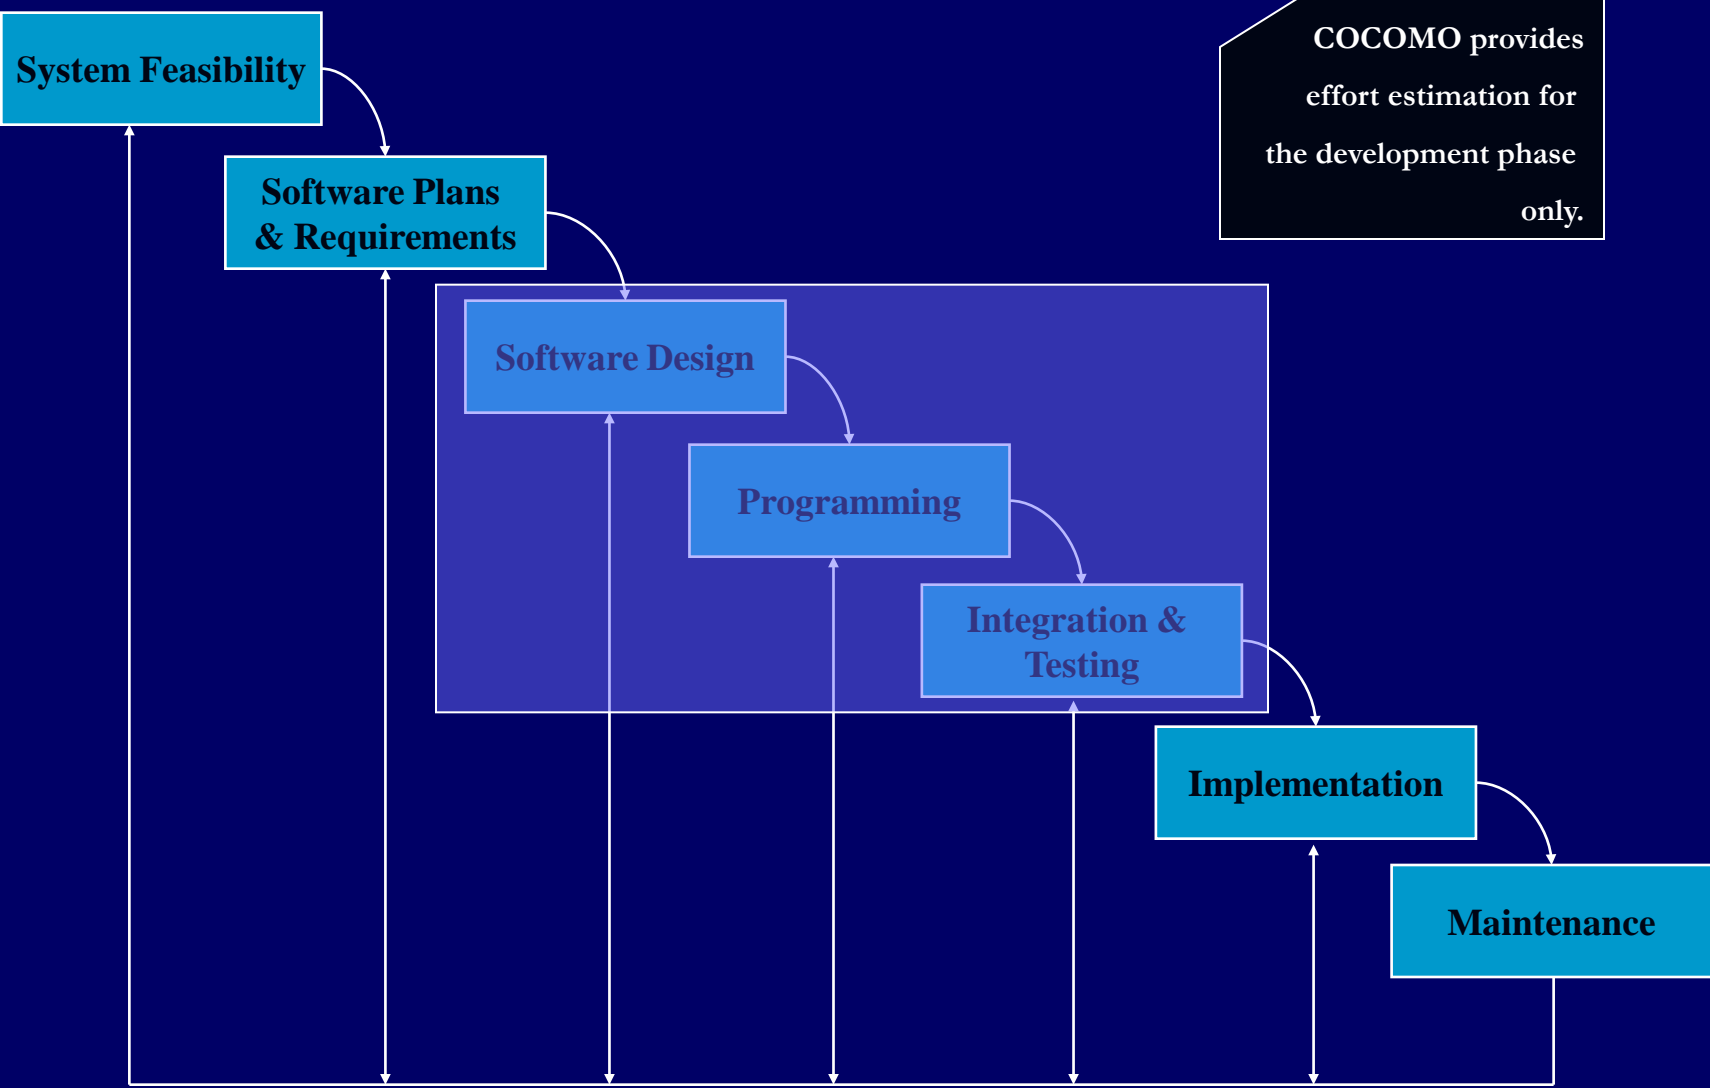 COCOMO provides
effort estimation for
the development phase
only.
System Feasibility
Software Plans
& Requirements
Software Design
Programming
Integration &
Testing
Implementation
Maintenance